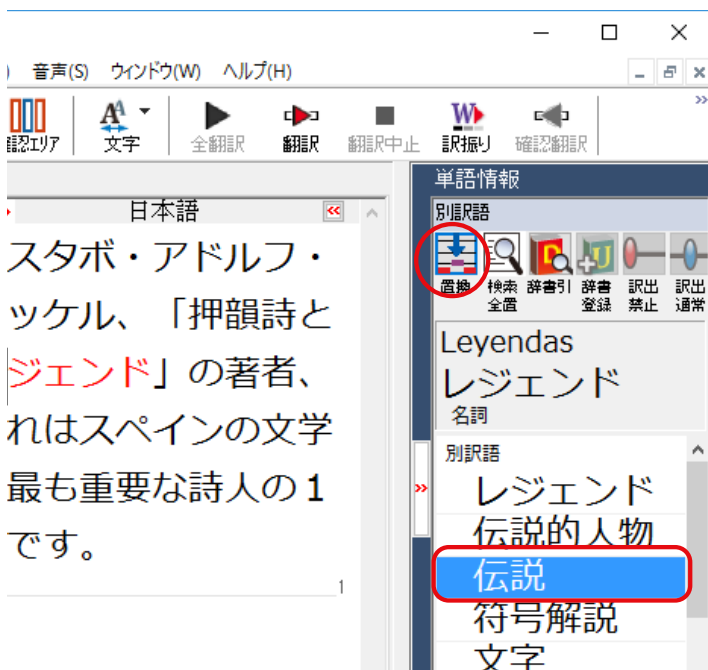 ) 音声(S) ウィンドウ(W) ヘルプ(H)
確認エリア 文字 全翻訳 翻訳 翻訳中止 訳振り 確認翻訳
単語情報
日本語
別訳語
置換 検索全置 辞書引 辞書登録 訳出禁止 訳出通常
スタボ・アドルフ・
ッケル、「押韻詩と
ジェンド」の著者、
れはスペインの文学
最も重要な詩人の1
です。
1
Leyendas
レジェンド
名詞
別訳語
レジェンド
伝説的人物
伝説
符号解説
文字